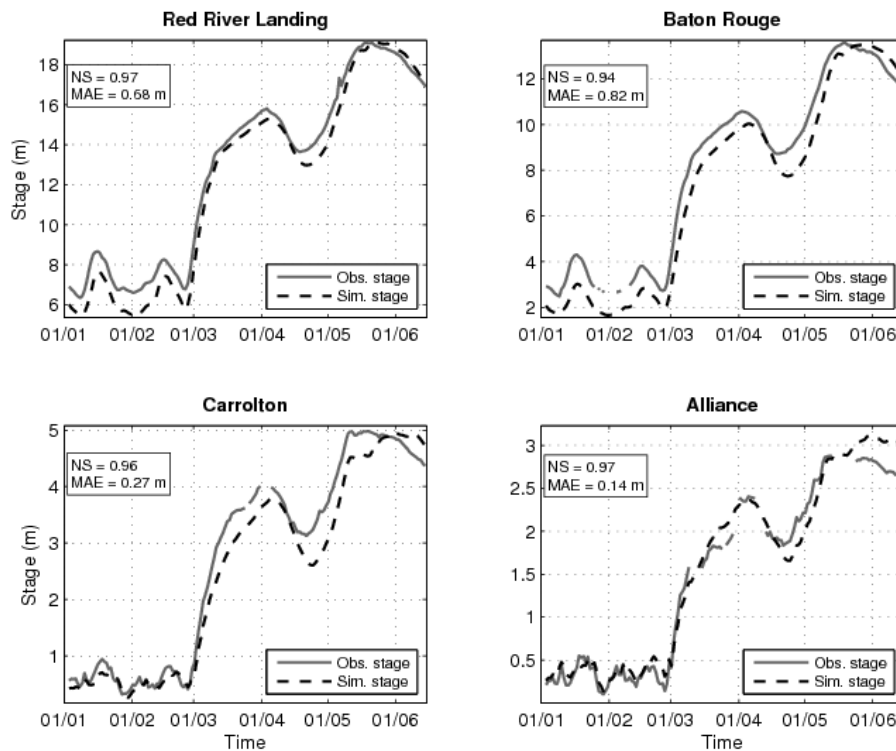 Red River Landing
NS = 0.97
MAE = 0.68 m
Stage (m)
18
16
14
12
10
8
6
Obs. stage
Sim. stage
01/01 01/02 01/03 01/04 01/05 01/06
Baton Rouge
NS = 0.94
MAE = 0.82 m
12
10
8
6
4
2
Obs. stage
Sim. stage
01/01 01/02 01/03 01/04 01/05 01/06
Carrolton
NS = 0.96
MAE = 0.27 m
Stage (m)
5
4
3
2
1
Obs. stage
Sim. stage
01/01 01/02 01/03 01/04 01/05 01/06
Time
Alliance
NS = 0.97
MAE = 0.14 m
3
2.5
2
1.5
1
0.5
Obs. stage
Sim. stage
01/01 01/02 01/03 01/04 01/05 01/06
Time